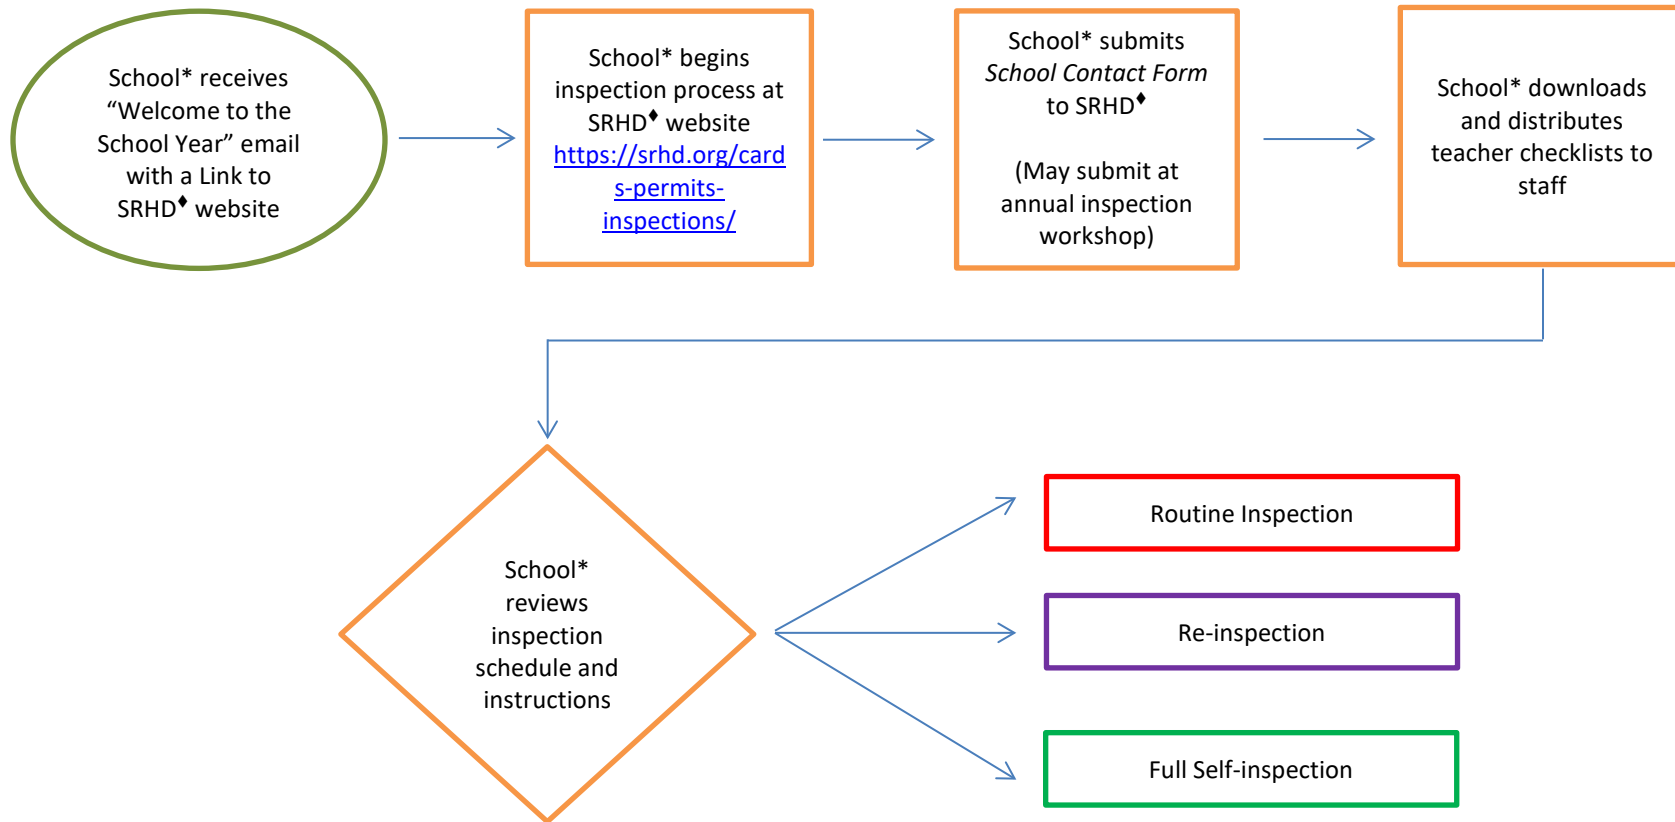 School* receives
“Welcome to the
School Year” email
with a Link to
SRHD♦ website
School* begins
inspection process at
SRHD♦ website
https://srhd.org/card
s-permits-
inspections/
School* submits
School Contact Form
to SRHD♦
(May submit at
annual inspection
workshop)
School* downloads
and distributes
teacher checklists to
staff
School*
reviews
inspection
schedule and
instructions
Routine Inspection
Re-inspection
Full Self-inspection